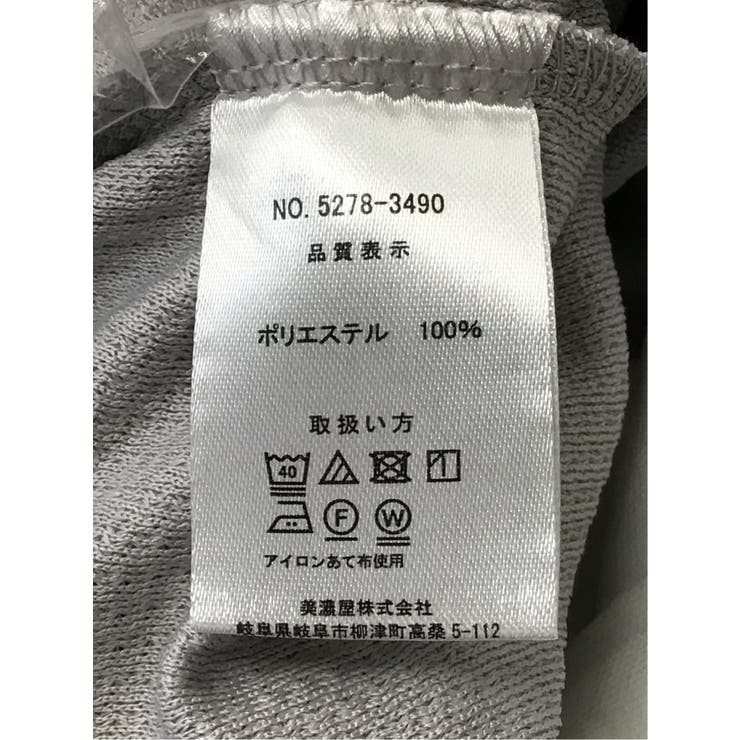 NO. 5278-3490
品質表示
ポリエステル 100%
取扱い方
40
F W
アイロンあて布使用
美濃屋株式会社
岐阜県岐阜市柳津町高桑5-112